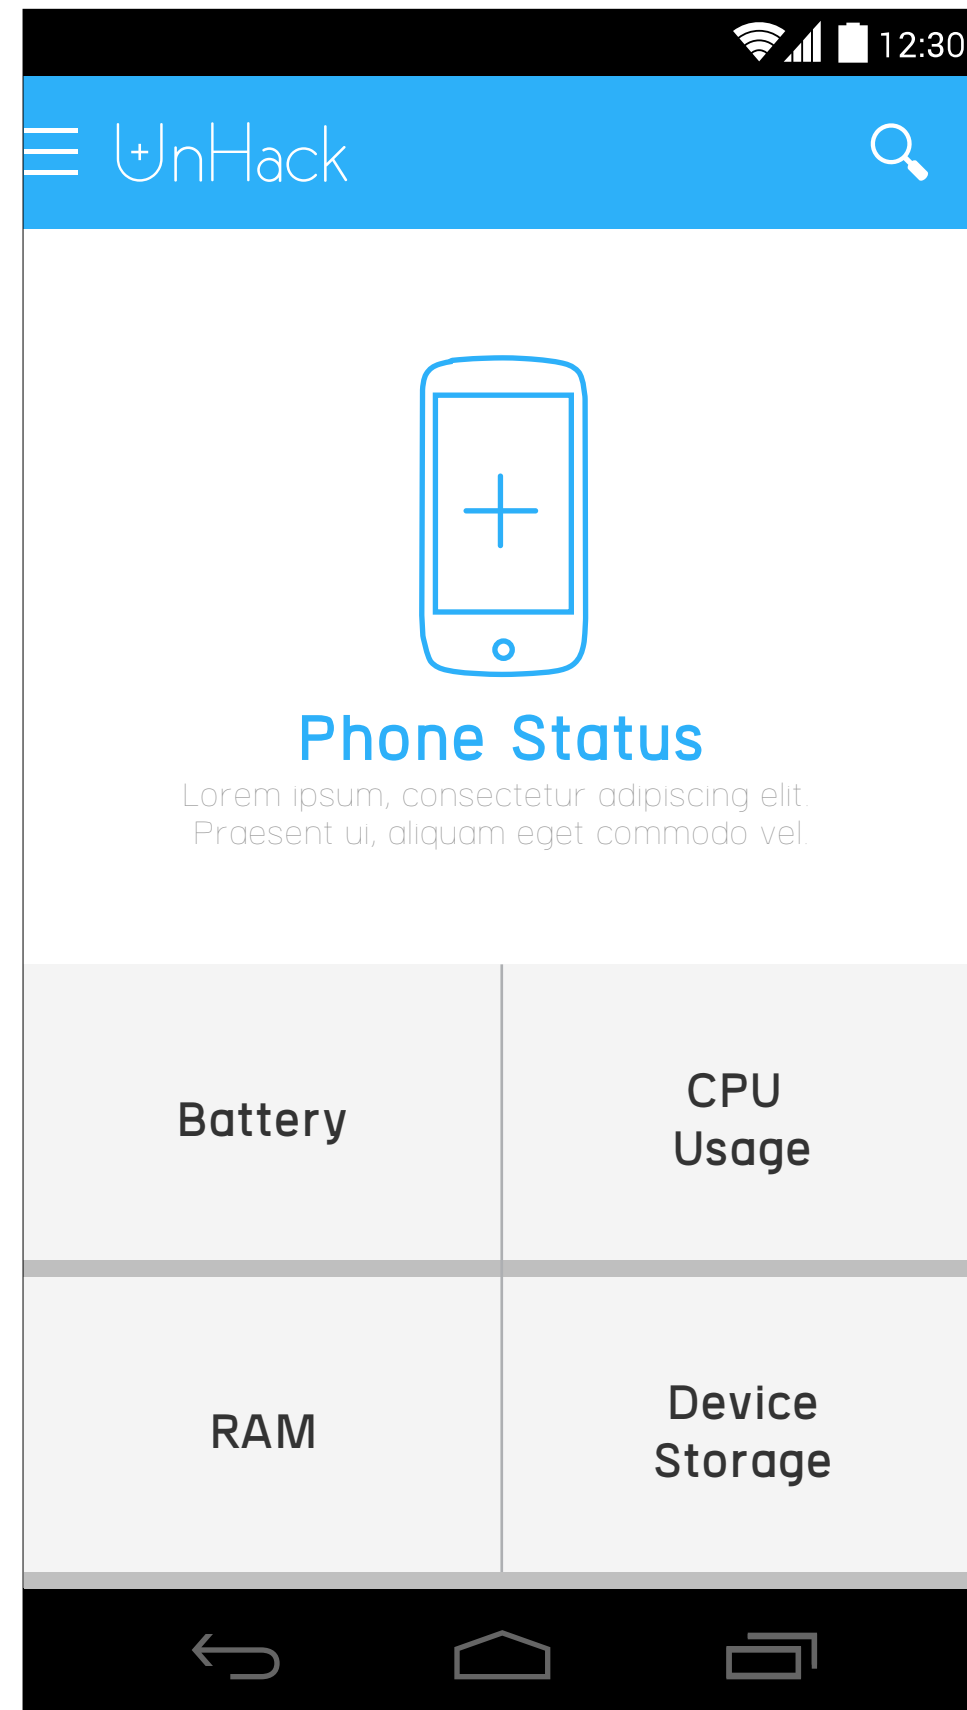 12:30
UnHack
Phone Status
Lorem ipsum, consectetur adipiscing elit.
Praesent ui, aliquam eget commodo vel.
Battery
CPU
Usage
RAM
Device
Storage